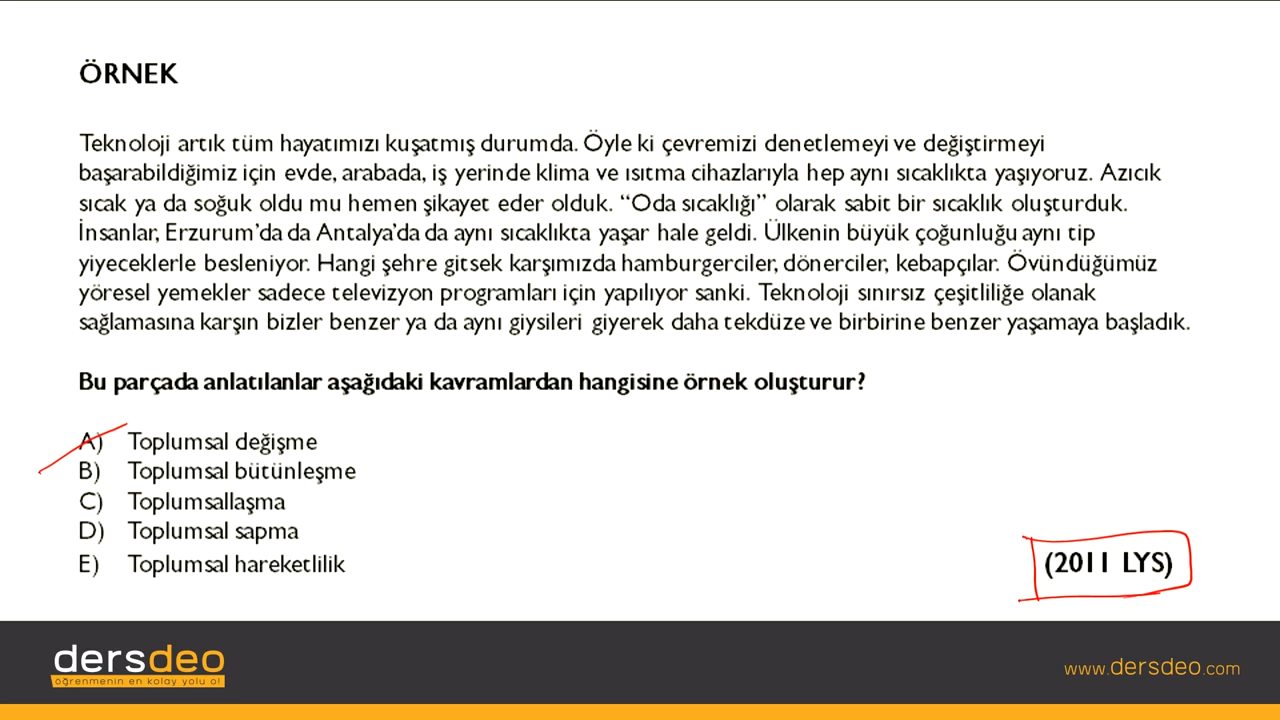 ÖRNEK
Teknoloji artık tüm hayatımızı kuşatmış durumda. Öyle ki çevremizi denetlemeyi ve değiştirmeyi
başarabildiğimiz için evde, arabada, iş yerinde klima ve ısıtma cihazlarıyla hep aynı sıcaklıkta yaşıyoruz. Azıcık
sıcak ya da soğuk oldu mu hemen şikayet eder olduk. “Oda sıcaklığı” olarak sabit bir sıcaklık oluşturduk.
İnsanlar, Erzurum’da da Antalya’da da aynı sıcaklıkta yaşar hale geldi. Ülkenin büyük çoğunluğu aynı tip
yiyeceklerle besleniyor. Hangi şehre gitsek karşımızda hamburgerciler, dönerciler, kebapçılar. Övündüğümüz
yöresel yemekler sadece televizyon programları için yapılıyor sanki. Teknoloji sınırsız çeşitliliğe olanak
sağlamasına karşın bizler benzer ya da aynı giysileri giyerek daha tekdüze ve birbirine benzer yaşamaya başladık.
Bu parçada anlatılanlar aşağıdaki kavramlardan hangisine örnek oluşturur?
A) Toplumsal değişme
B) Toplumsal bütünleşme
C) Toplumsallaşma
D) Toplumsal sapma
E) Toplumsal hareketlilik
(2011 LYS)
dersdeo
öğrenmenin en kolay yolu o!
www.dersdeo.com